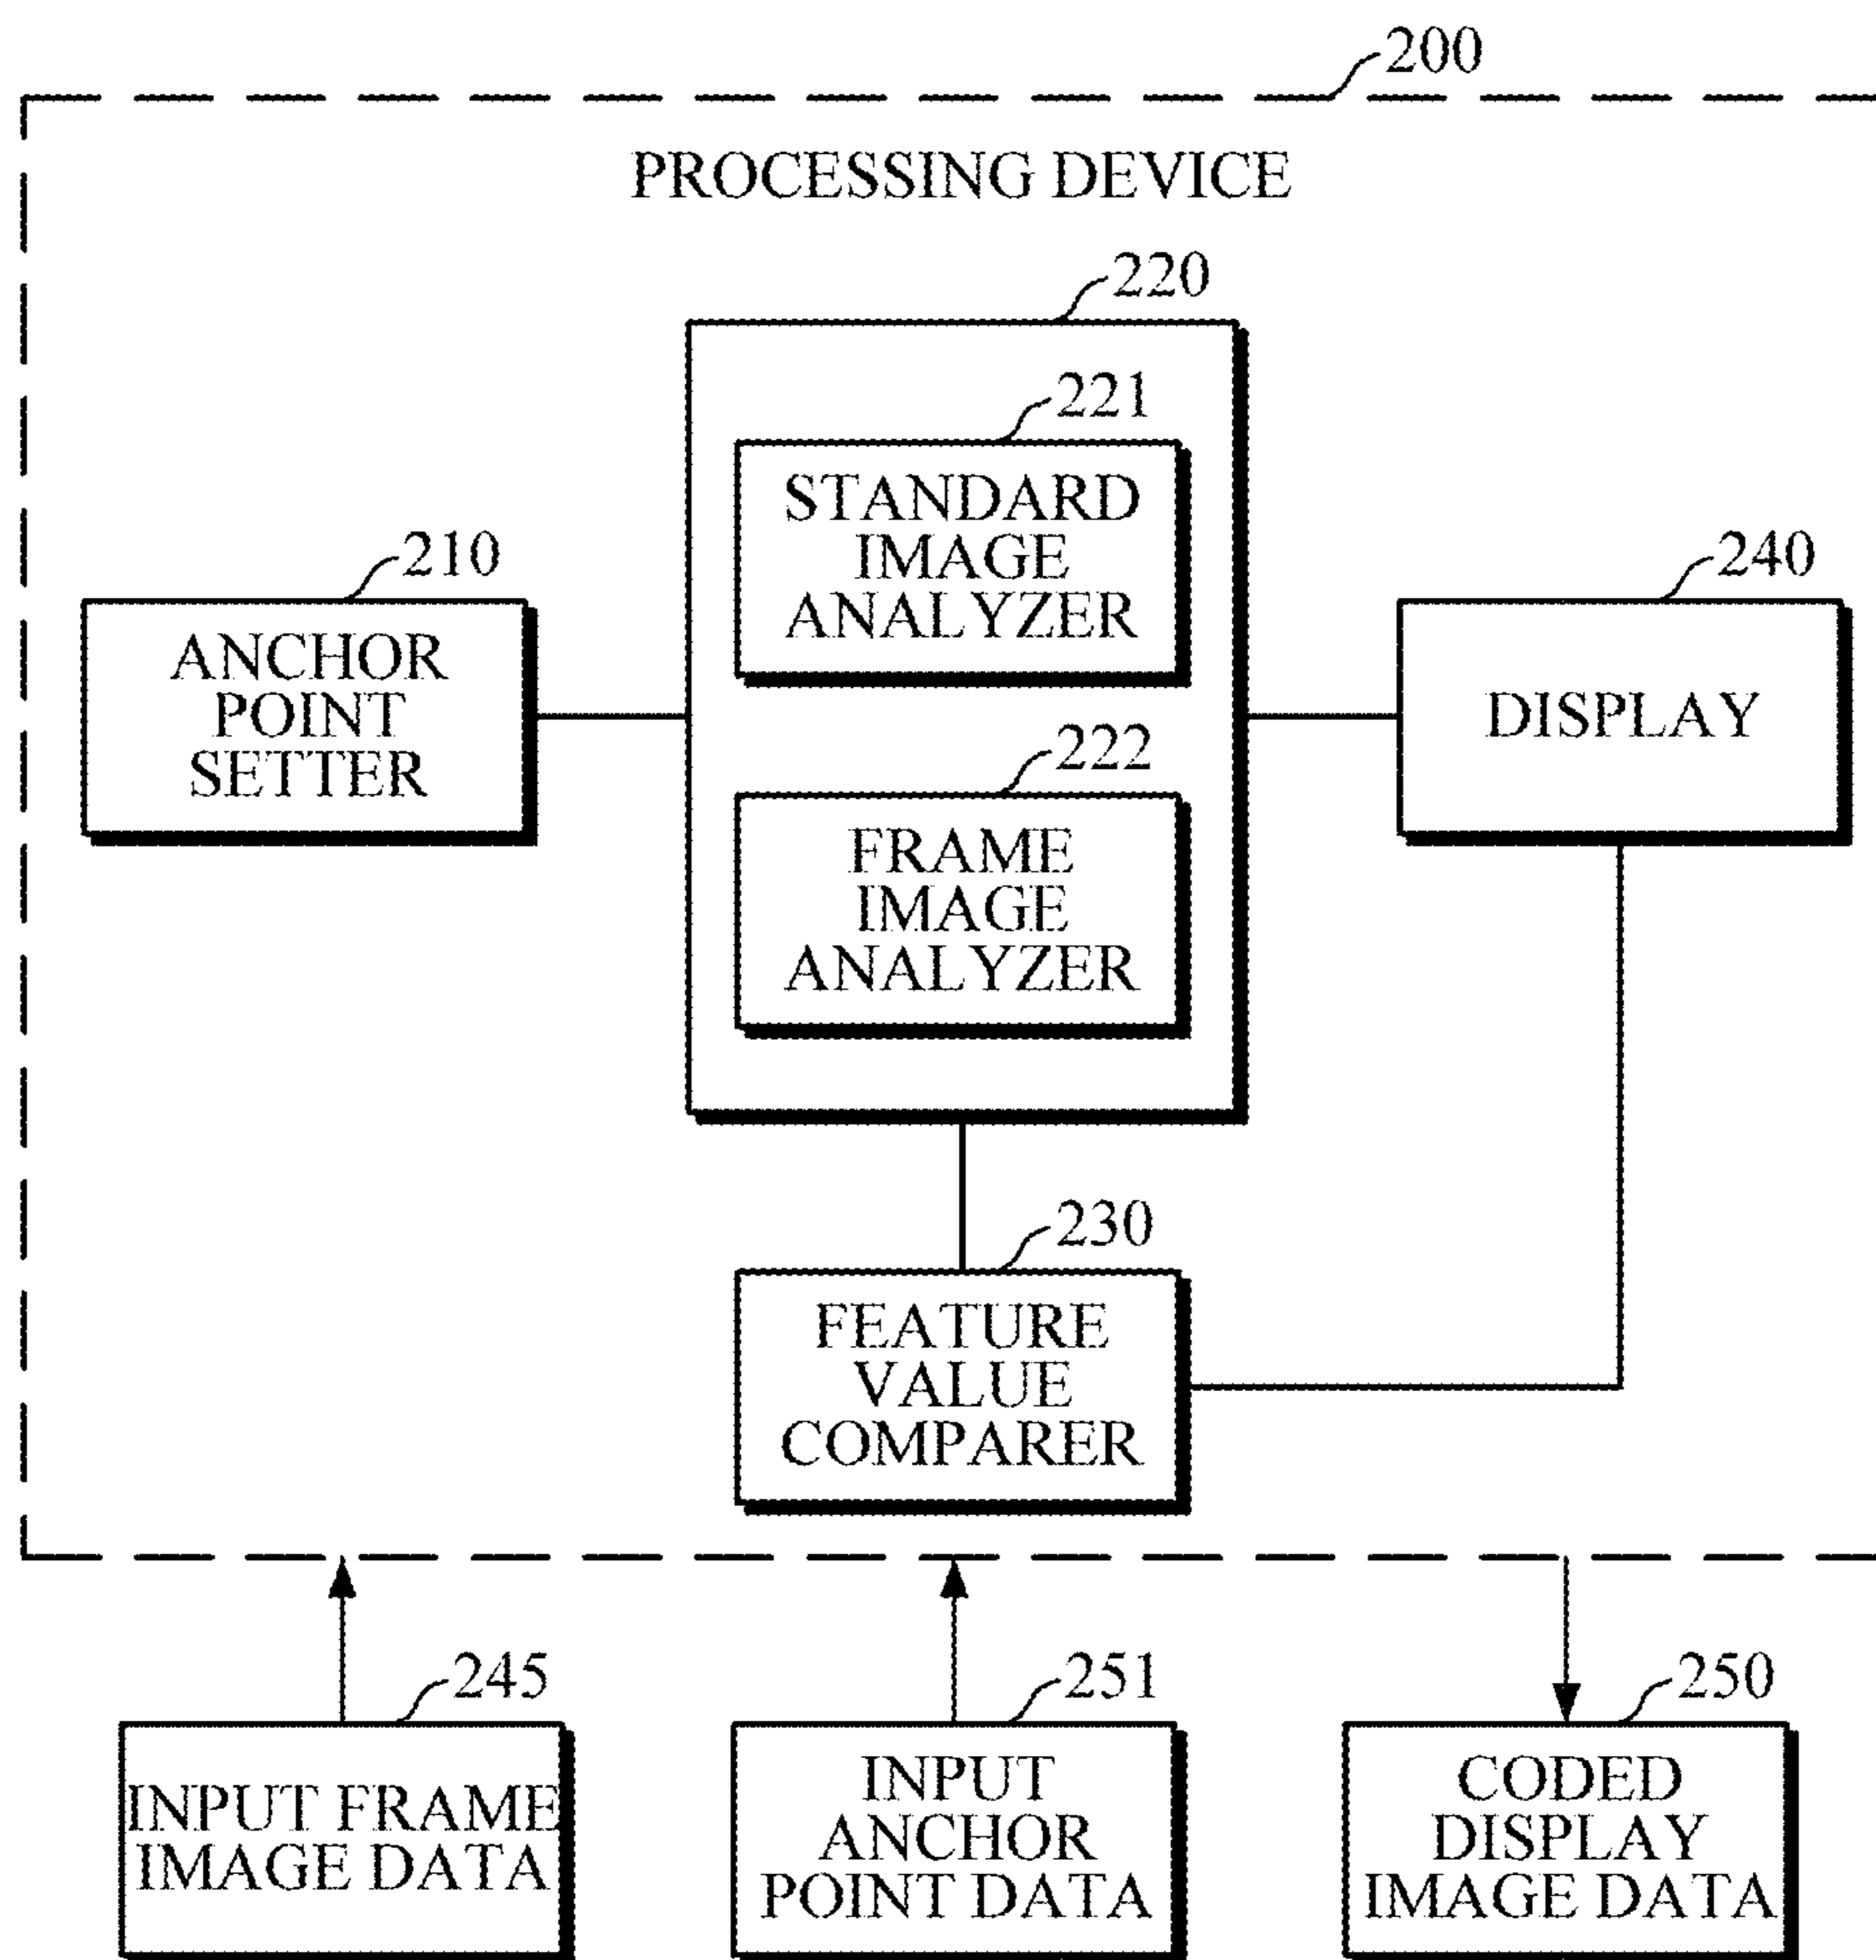 200
PROCESSING DEVICE
220
221
STANDARD
IMAGE
ANALYZER
210
ANCHOR
POINT
SETTER
240
DISPLAY
222
FRAME
IMAGE
ANALYZER
230
FEATURE
VALUE
COMPARER
245
INPUT FRAME
IMAGE DATA
251
INPUT
ANCHOR
POINT DATA
250
CODED
DISPLAY
IMAGE DATA